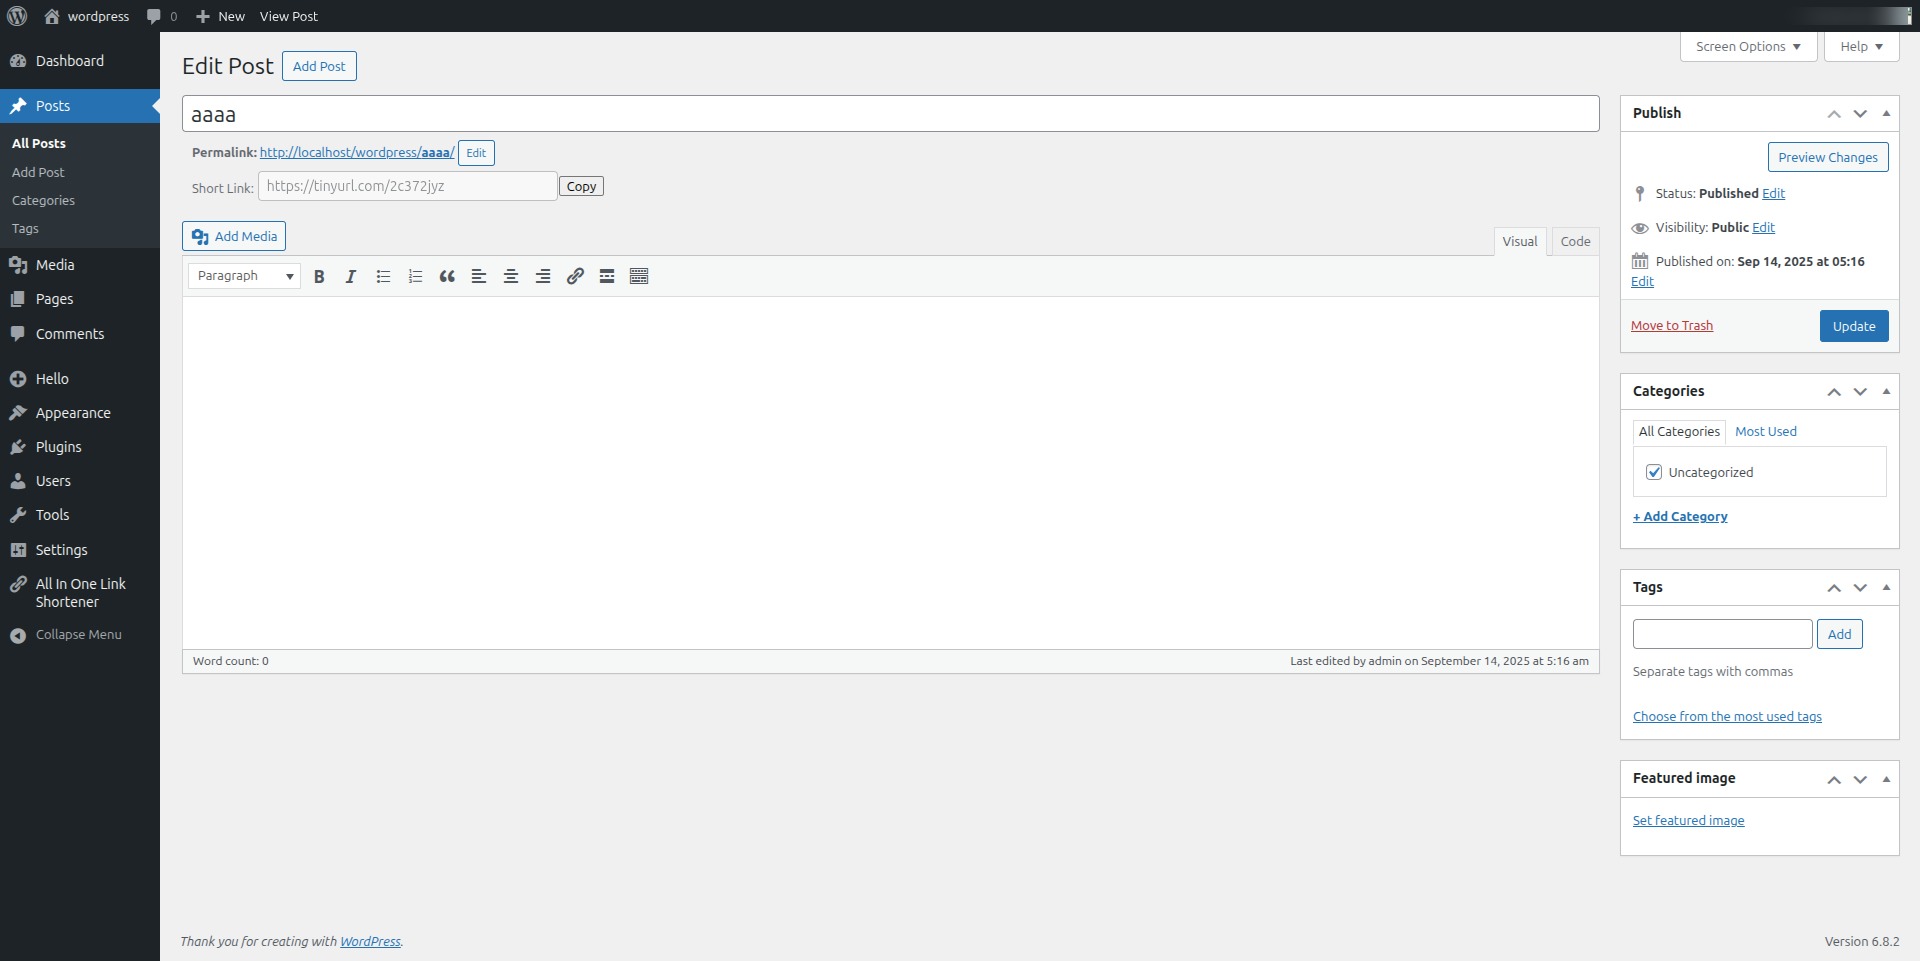 wordpress 0 New View Post
Screen Options Help
Dashboard
Posts
All Posts
Add Post
Categories
Tags
Media
Pages
Comments
Hello
Appearance
Plugins
Users
Tools
Settings
All In One Link
Shortener
Collapse Menu
Edit Post Add Post
aaaa
Permalink: http://localhost/wordpress/aaaa/ Edit
Short Link: https://tinyurl.com/2c372jyz Copy
Add Media
Visual Code
Paragraph
Word count: 0
Last edited by admin on September 14, 2025 at 5:16 am
Publish
Preview Changes
Status: Published Edit
Visibility: Public Edit
Published on: Sep 14, 2025 at 05:16
Edit
Move to Trash Update
Categories
All Categories Most Used
Uncategorized
+ Add Category
Tags
Add
Separate tags with commas
Choose from the most used tags
Featured image
Set featured image
Thank you for creating with WordPress.
Version 6.8.2